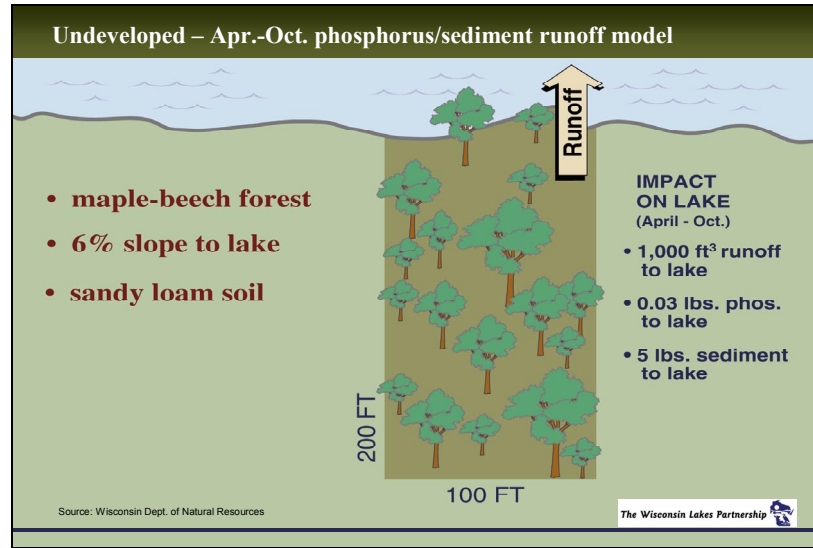 Undeveloped – Apr.-Oct. phosphorus/sediment runoff model
Runoff
• maple-beech forest
• 6% slope to lake
• sandy loam soil
IMPACT
ON LAKE
(April - Oct.)
• 1,000 ft³ runoff
to lake
• 0.03 lbs. phos.
to lake
• 5 lbs. sediment
to lake
200 FT
100 FT
Source: Wisconsin Dept. of Natural Resources
The Wisconsin Lakes Partnership